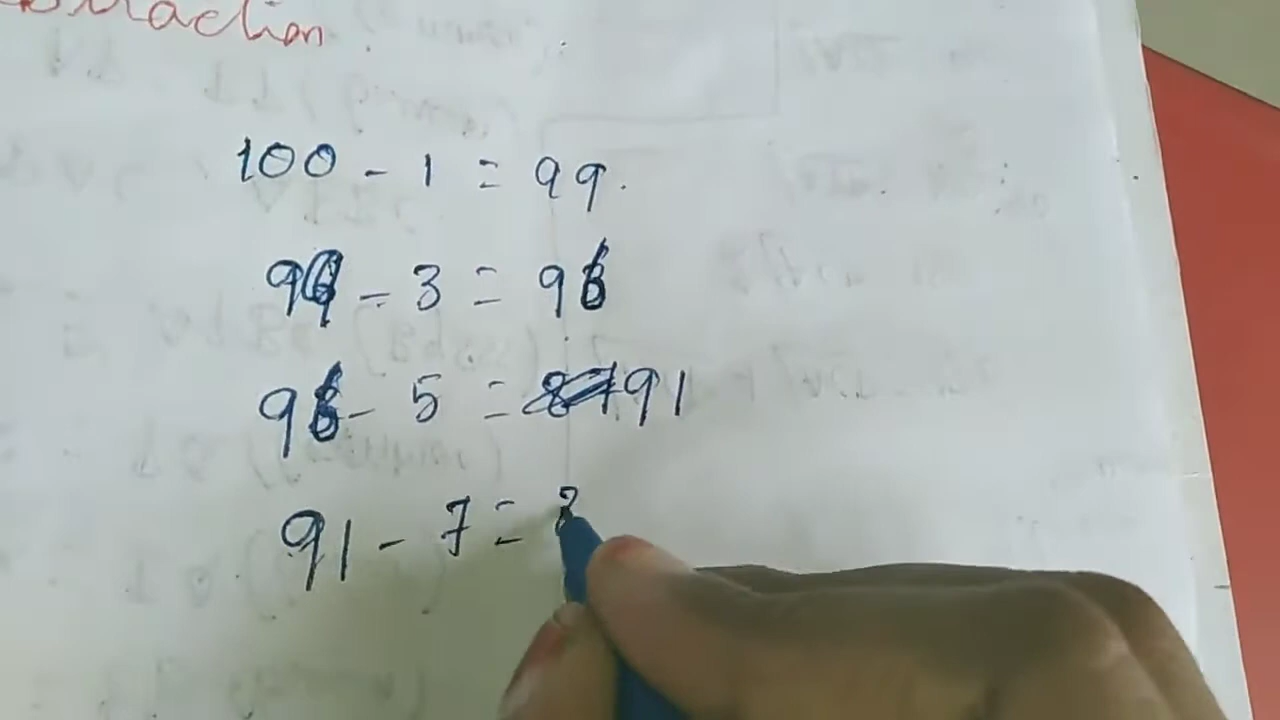 100 - 1 = 99.
99 - 3 = 96
96 - 5 = 91
91 - 7 =